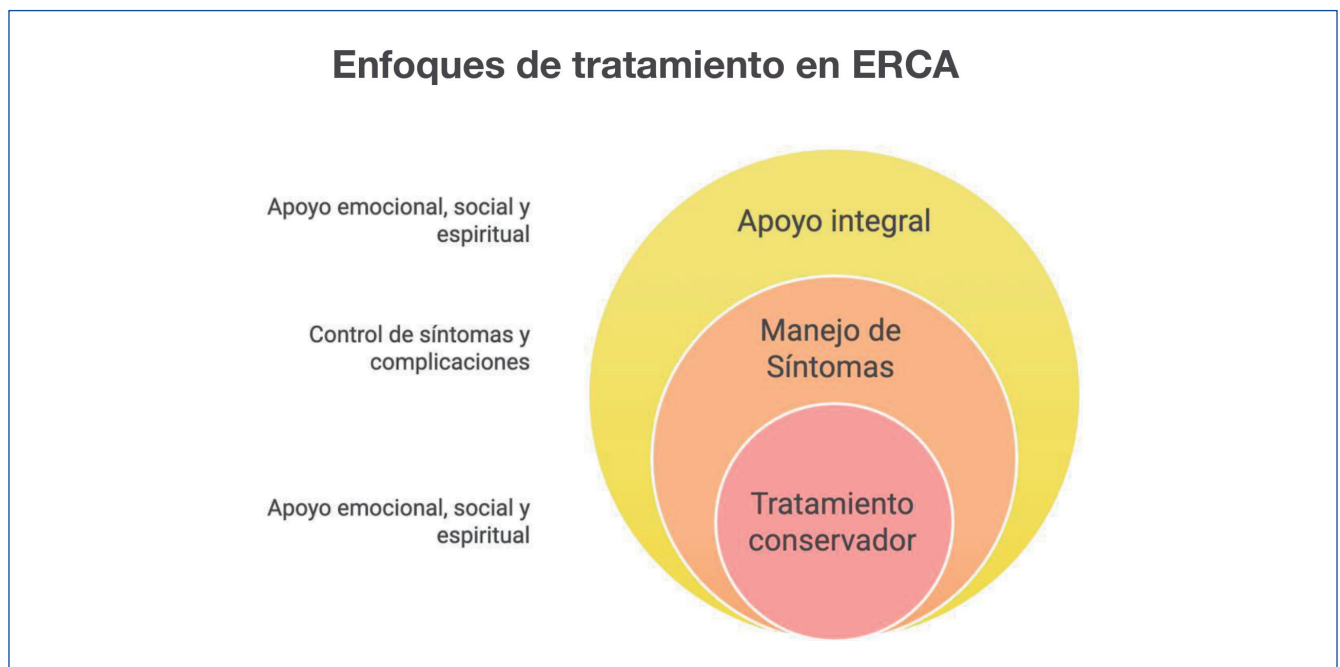 Enfoques de tratamiento en ERCA
Apoyo emocional, social y
espiritual
Apoyo integral
Control de síntomas y
complicaciones
Manejo de
Síntomas
Apoyo emocional, social y
espiritual
Tratamiento
conservador